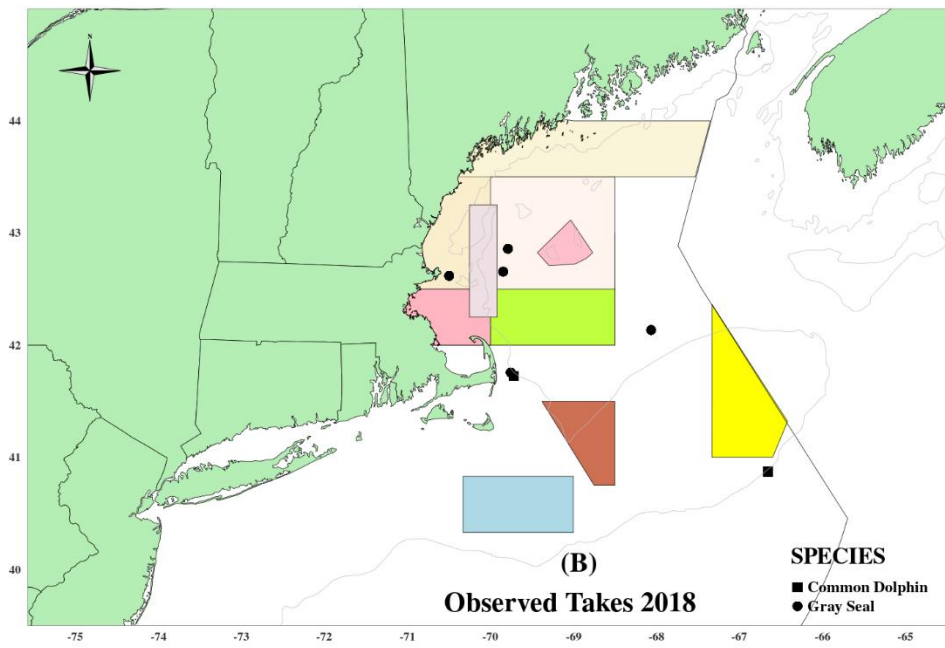 N
44
43
42
41
40
(B)
Observed Takes 2018
SPECIES
Common Dolphin
Gray Seal
-75 -74 -73 -72 -71 -70 -69 -68 -67 -66 -65